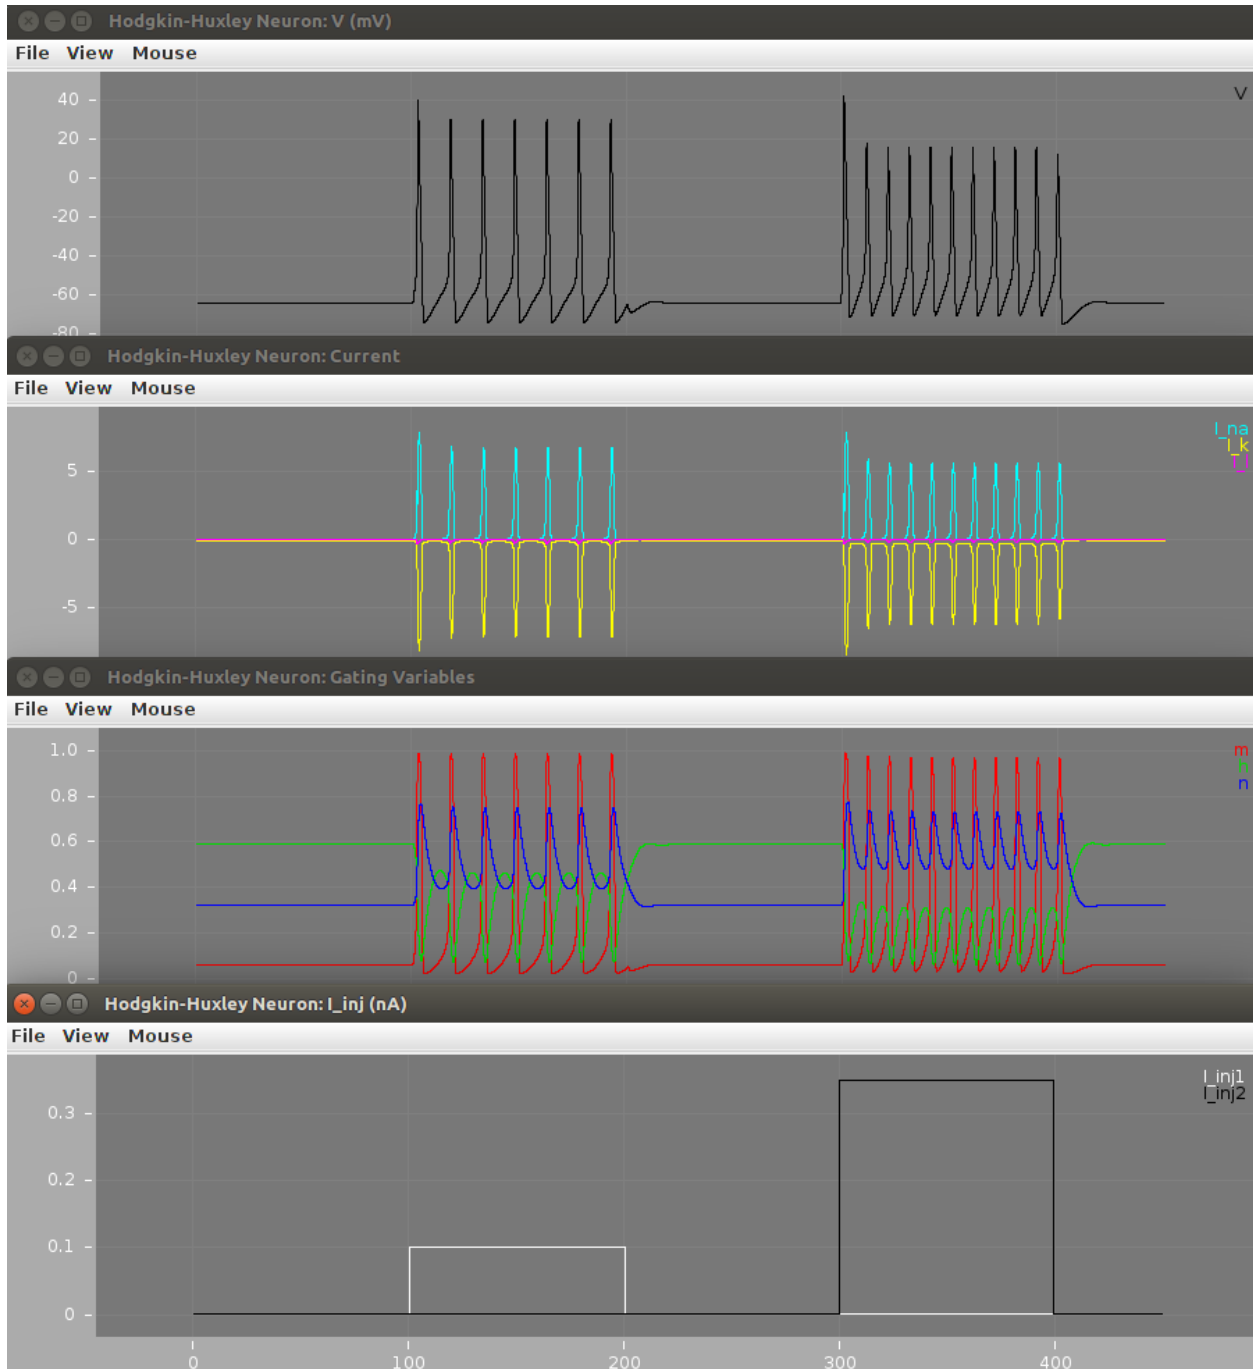 Hodgkin-Huxley Neuron: V (mV)
File View Mouse
V
40
20
0
-20
-40
-60
-80
Hodgkin-Huxley Neuron: Current
File View Mouse
I_na
I_k
I_l
5
0
-5
Hodgkin-Huxley Neuron: Gating Variables
File View Mouse
m
h
n
1.0
0.8
0.6
0.4
0.2
0
Hodgkin-Huxley Neuron: I_inj (nA)
File View Mouse
I_inj1
I_inj2
0.3
0.2
0.1
0
0 100 200 300 400